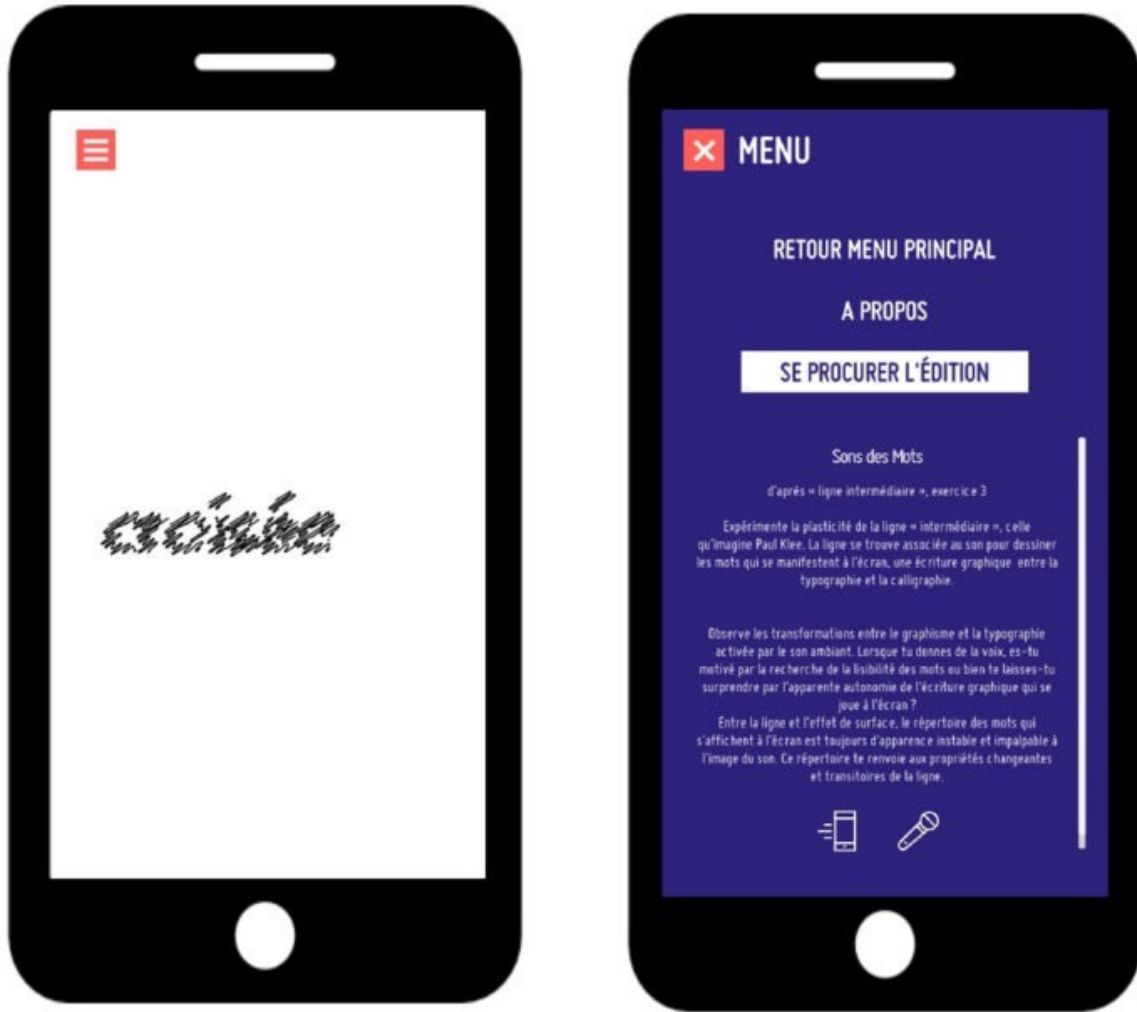 MENU
RETOUR MENU PRINCIPAL
A PROPOS
SE PROCURER L'ÉDITION
Sons des Mots
d'après « ligne intermédiaire », exercice 3
Expérimente la plasticité de la ligne « intermédiaire », celle
qu'imagine Paul Klee. La ligne se trouve associée au son pour dessiner
les mots qui se manifestent à l'écran, une écriture graphique entre la
typographie et la calligraphie.
Observe les transformations entre le graphisme et la typographie
activée par le son ambiant. Lorsque tu donnes de la voix, es-tu
motivé par la recherche de la lisibilité des mots ou bien te laisses-tu
surprendre par l'apparente autonomie de l'écriture graphique qui se
joue à l'écran ?
Entre la ligne et l'effet de surface, le répertoire des mots qui
s'affichent à l'écran est toujours d'apparence instable et impalpable à
l'image du son. Ce répertoire te renvoie aux propriétés changeantes
et transitoires de la ligne.